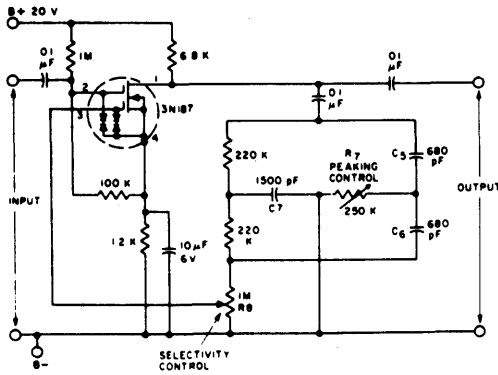 B+ 20 V
1M
6.8 K
.01
µF
.01
µF
2
1
3N187
3
4
.01
µF
220 K
R7
PEAKING
CONTROL
C5
680
pF
1500 pF
C7
250 K
INPUT
OUTPUT
100 K
220
K
C6
680
pF
1.2 K
10 µF
6 V
1M
R8
SELECTIVITY
CONTROL
B-